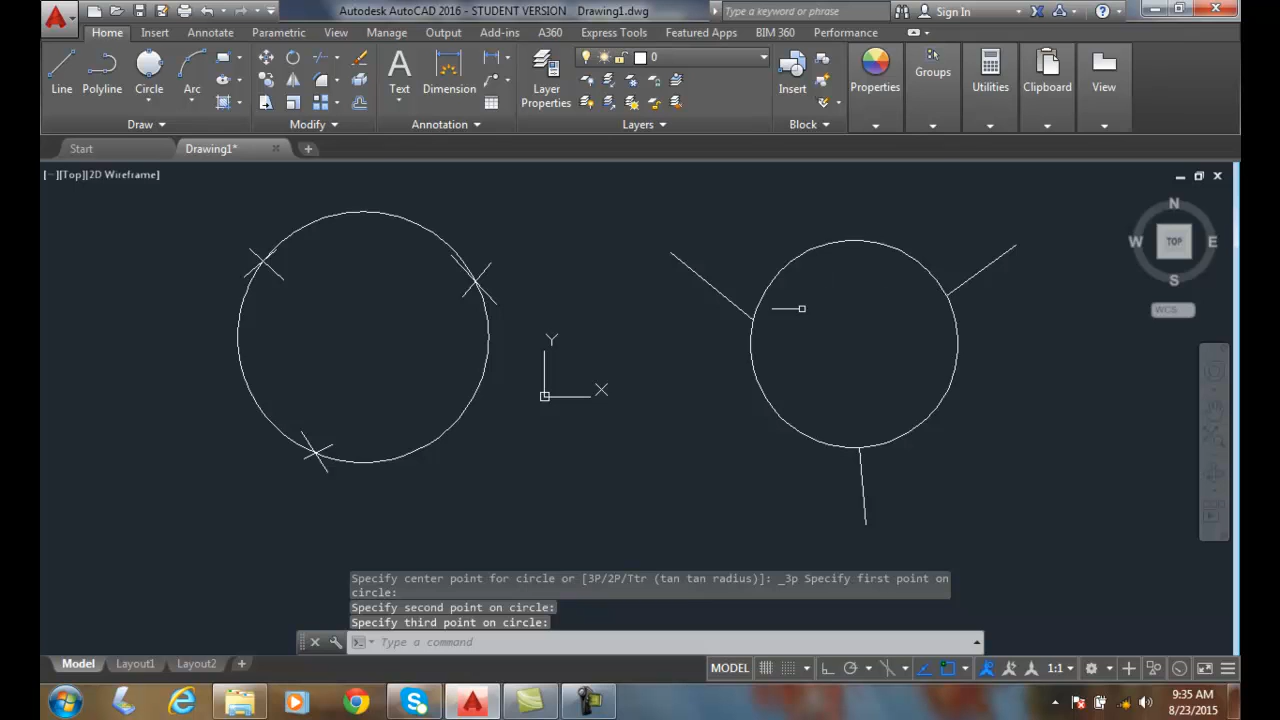 Autodesk AutoCAD 2016 - STUDENT VERSION Drawing1.dwg
Type a keyword or phrase
Sign In
Home Insert Annotate Parametric View Manage Output Add-ins A360 Express Tools Featured Apps BIM 360 Performance
Line Polyline Circle Arc
Text Dimension
Layer Properties
0
Insert
Properties
Groups
Utilities
Clipboard
View
Draw Modify Annotation Layers Block
Start Drawing1*
[−][Top][2D Wireframe]
N
W TOP E
S
WCS
Y
X
Specify center point for circle or [3P/2P/Ttr (tan tan radius)]: _3p Specify first point on
circle:
Specify second point on circle:
Specify third point on circle:
Type a command
Model Layout1 Layout2
MODEL 1:1
9:35 AM
8/23/2015